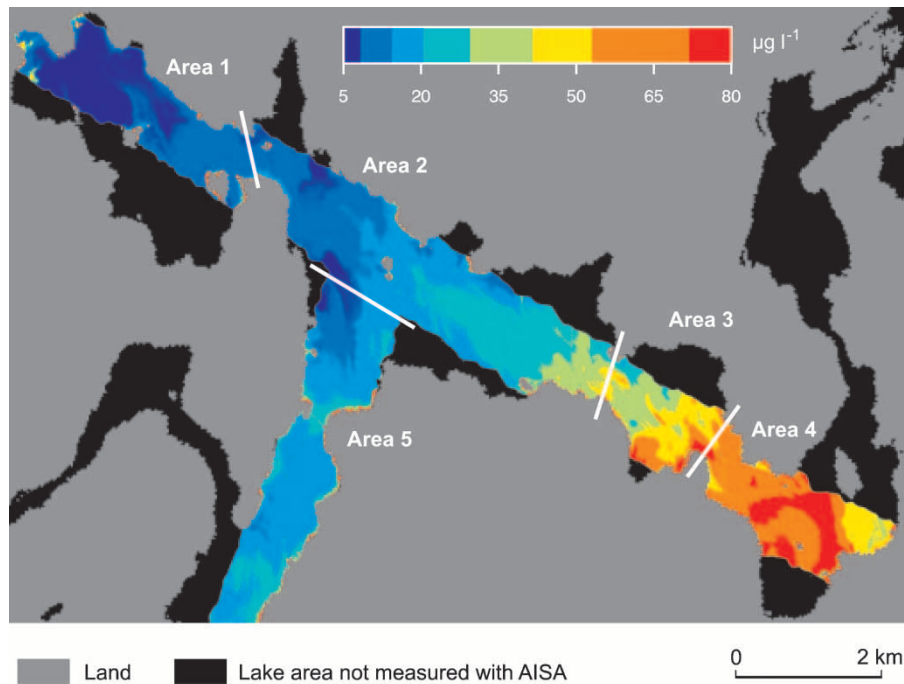 µg l⁻¹
5 20 35 50 65 80
Area 1
Area 2
Area 3
Area 4
Area 5
Land
Lake area not measured with AISA
0 2 km